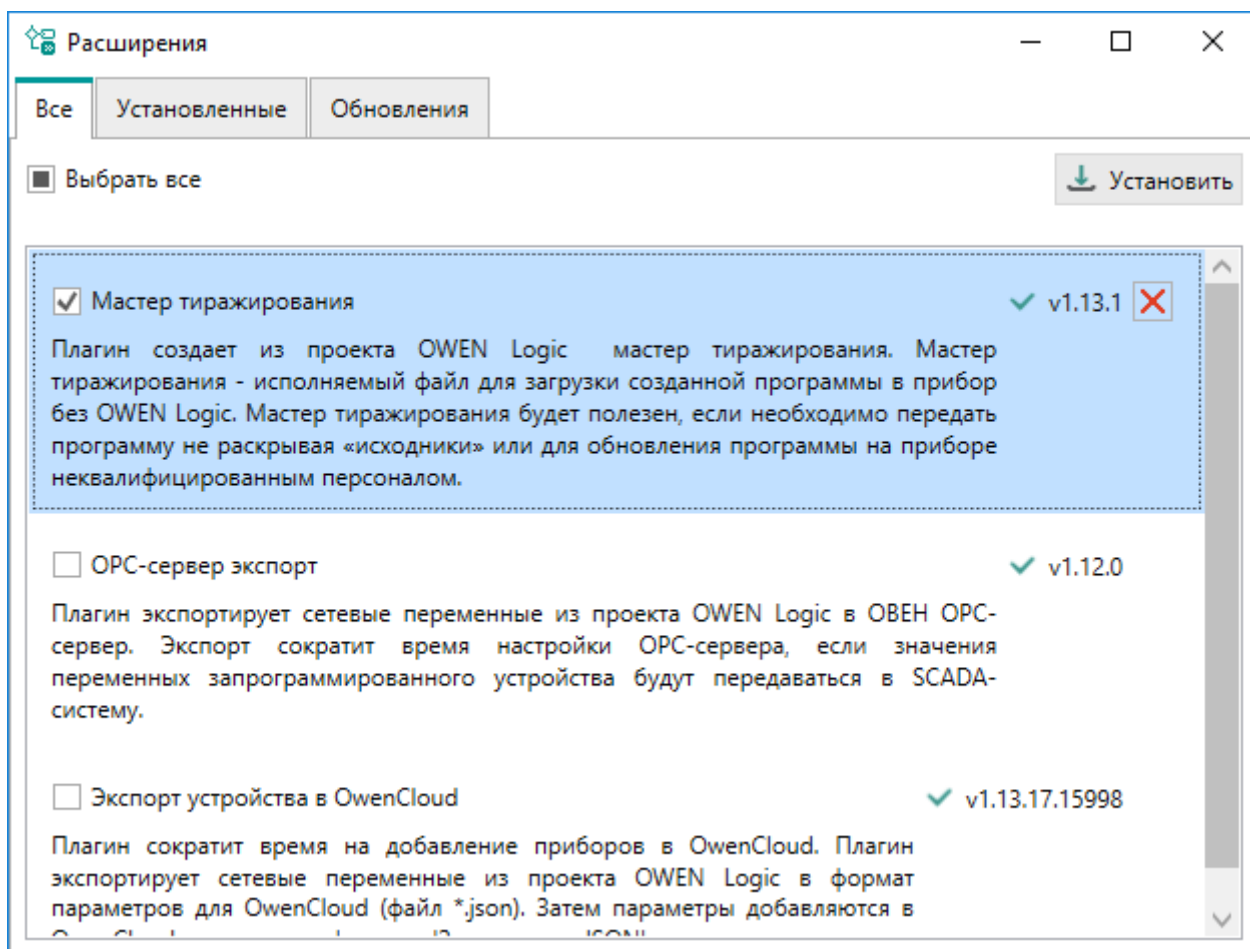 Расширения
Все Установленные Обновления
Выбрать все Установить
Мастер тиражирования v1.13.1
Плагин создает из проекта OWEN Logic мастер тиражирования. Мастер
тиражирования - исполняемый файл для загрузки созданной программы в прибор
без OWEN Logic. Мастер тиражирования будет полезен, если необходимо передать
программу не раскрывая «исходники» или для обновления программы на приборе
неквалифицированным персоналом.
OPC-сервер экспорт v1.12.0
Плагин экспортирует сетевые переменные из проекта OWEN Logic в ОВЕН OPC-
сервер. Экспорт сократит время настройки OPC-сервера, если значения
переменных запрограммированного устройства будут передаваться в SCADA-
систему.
Экспорт устройства в OwenCloud v1.13.17.15998
Плагин сократит время на добавление приборов в OwenCloud. Плагин
экспортирует сетевые переменные из проекта OWEN Logic в формат
параметров для OwenCloud (файл *.json). Затем параметры добавляются в